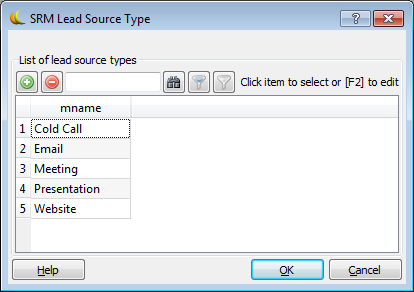 SRM Lead Source Type
List of lead source types
Click item to select or [F2] to edit
mname
1 Cold Call
2 Email
3 Meeting
4 Presentation
5 Website
Help OK Cancel